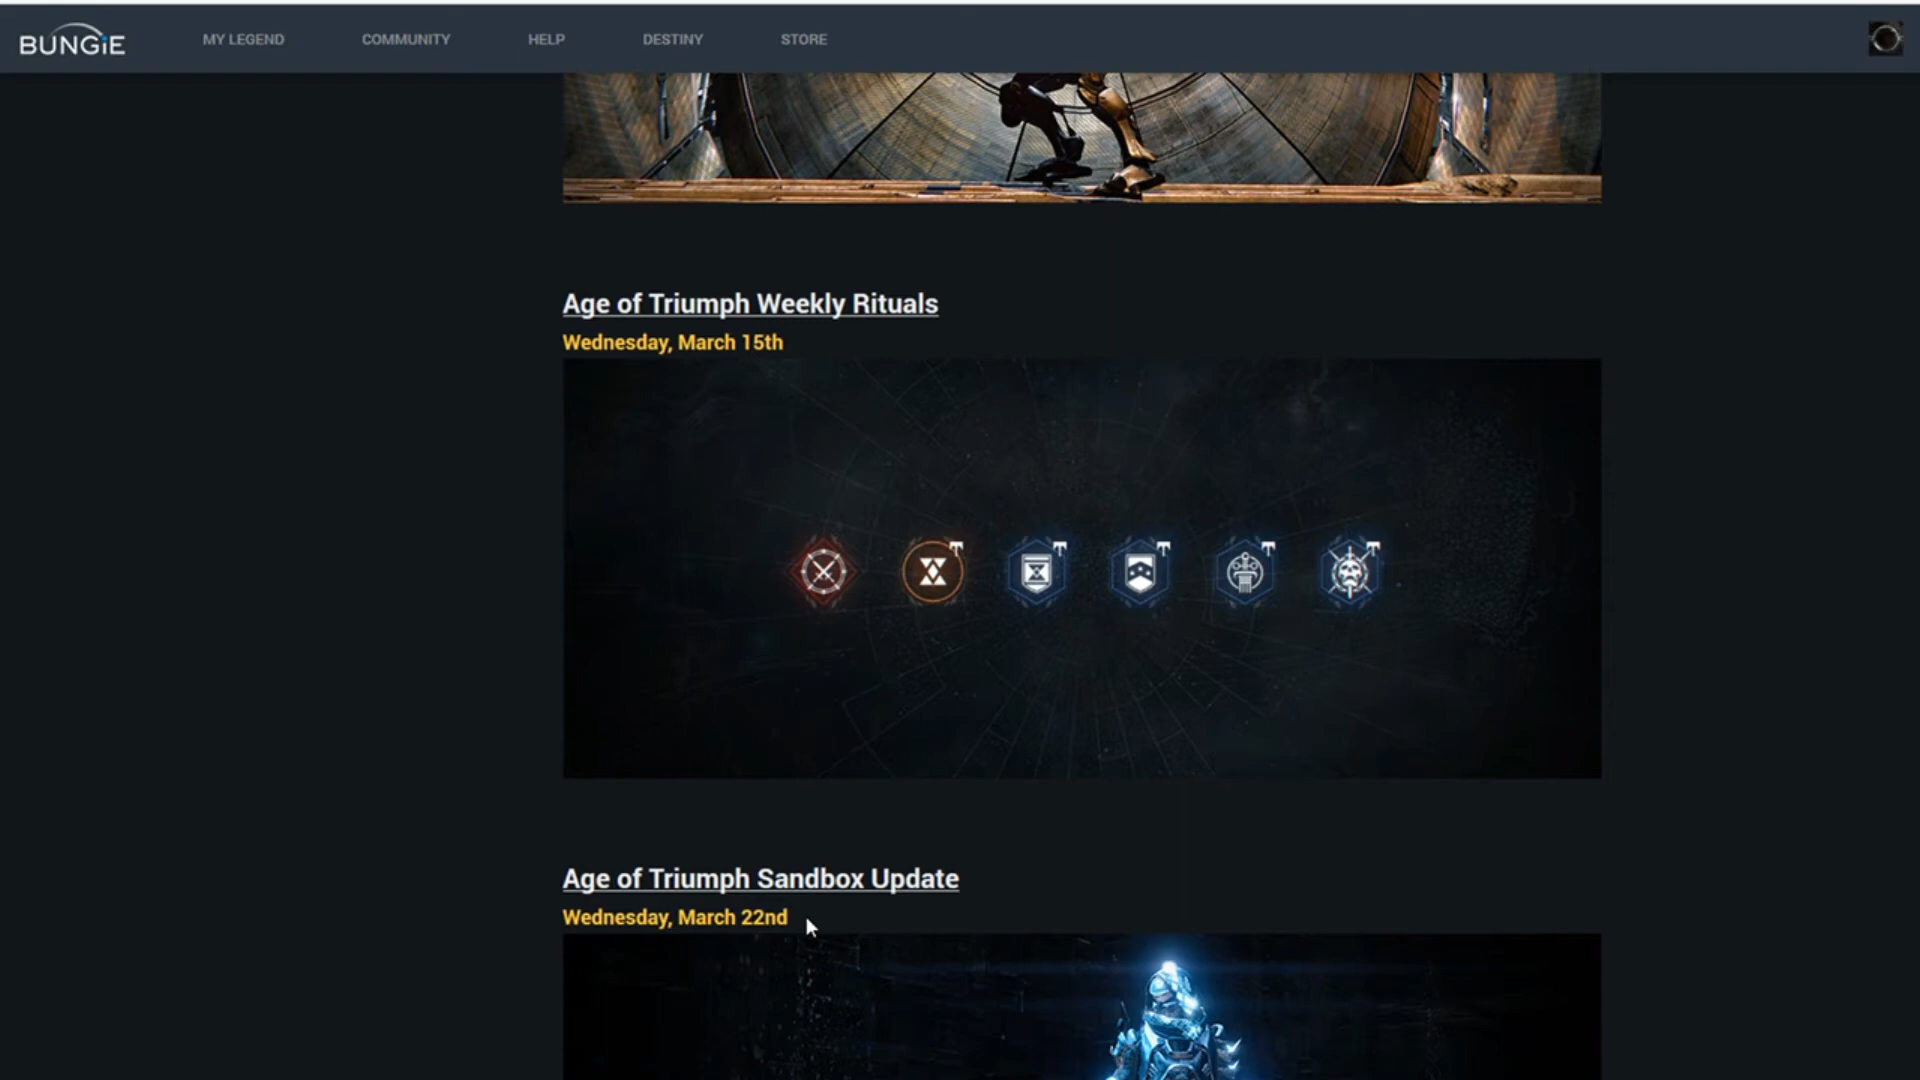 BUNGiE
MY LEGEND
COMMUNITY
HELP
DESTINY
STORE
Age of Triumph Weekly Rituals
Wednesday, March 15th
Age of Triumph Sandbox Update
Wednesday, March 22nd